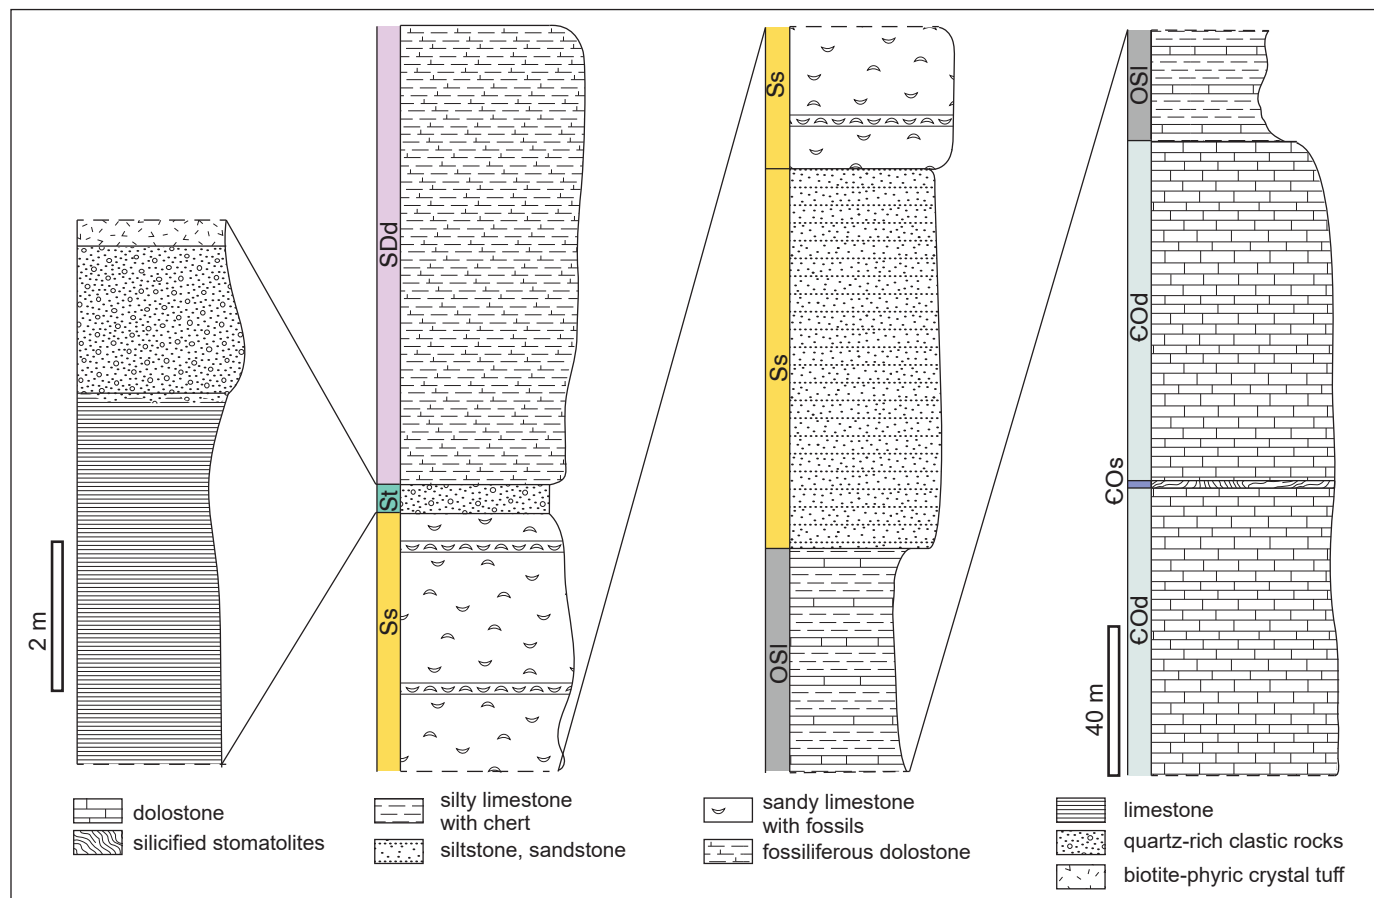 SDd
St
Ss
2 m
Ss
Ss
OSl
OSl
ЄOd
ЄOs
ЄOd
40 m
dolostone
silicified stomatolites
silty limestone
with chert
siltstone, sandstone
sandy limestone
with fossils
fossiliferous dolostone
limestone
quartz-rich clastic rocks
biotite-phyric crystal tuff